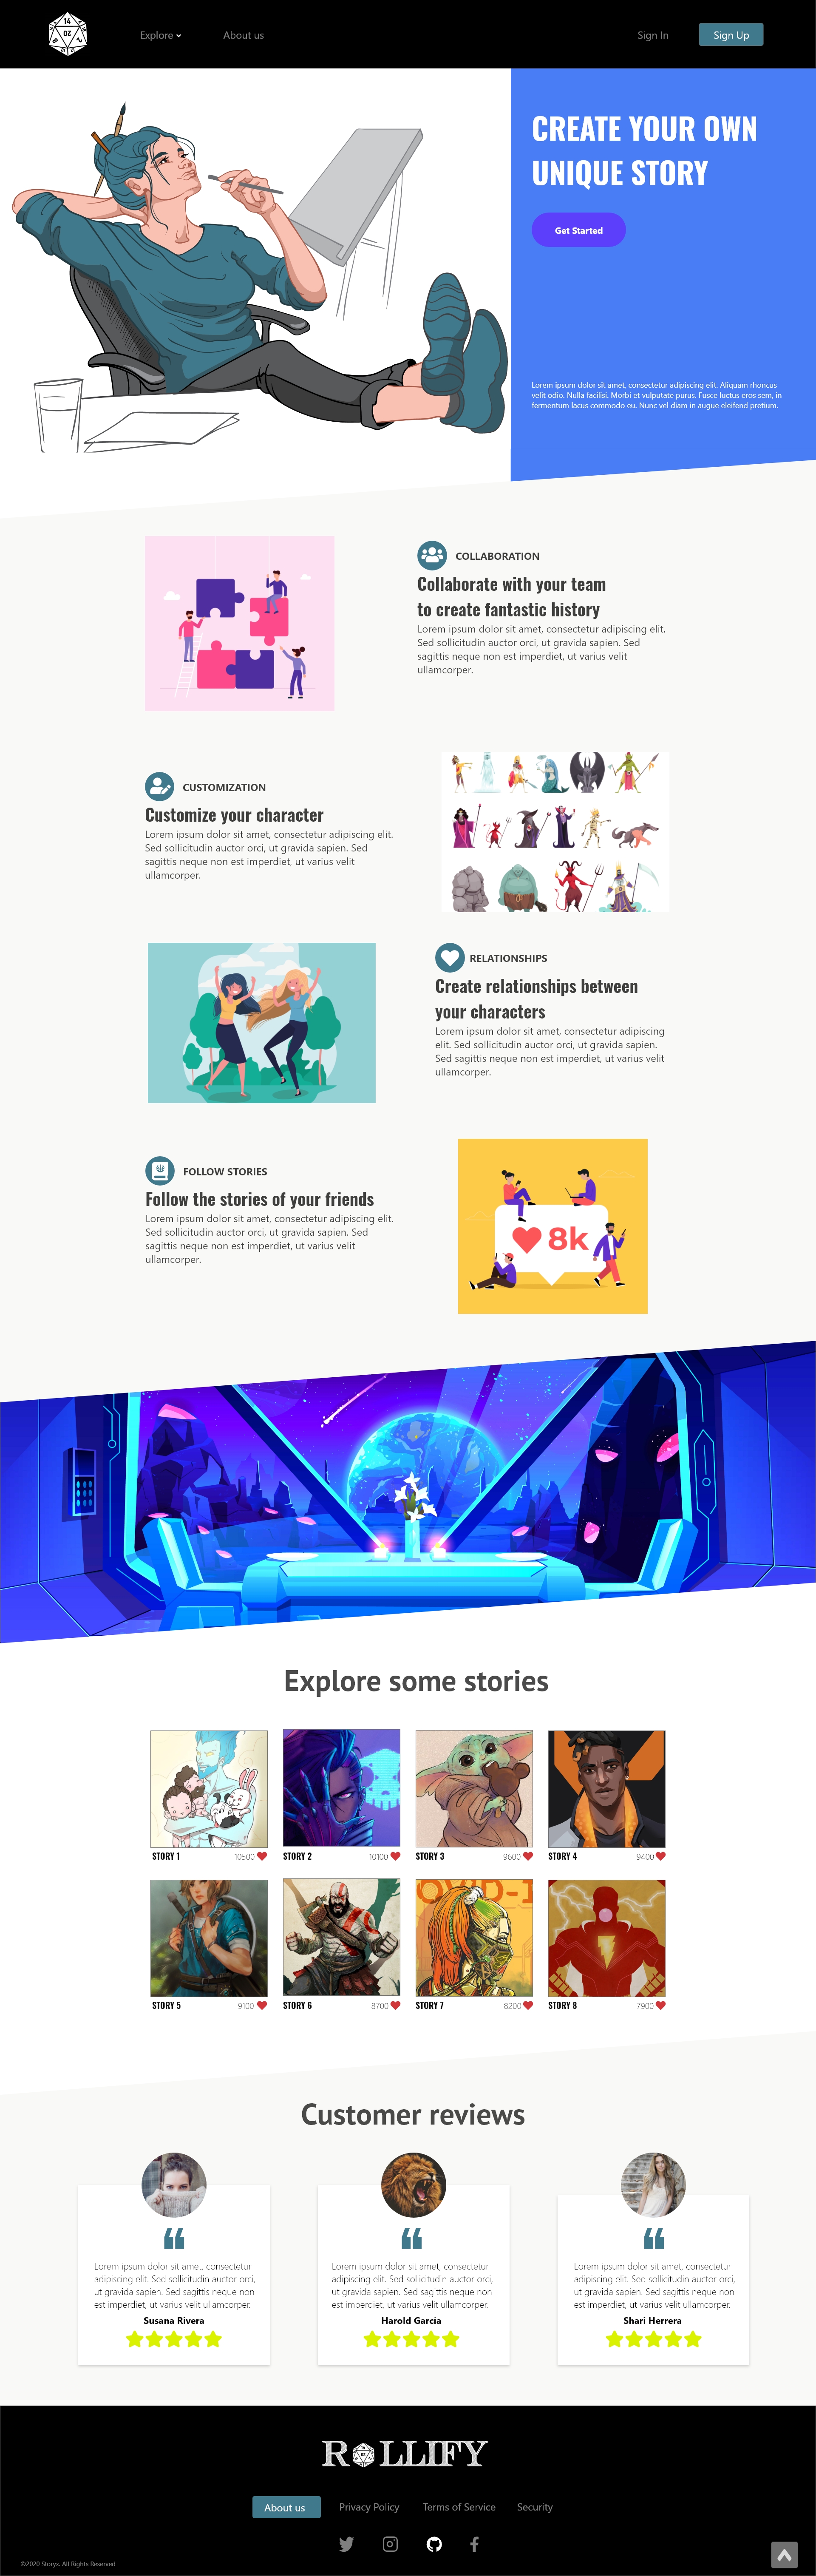 14
02
Explore
About us
Sign In
Sign Up
CREATE YOUR OWN
UNIQUE STORY
Get Started
Lorem ipsum dolor sit amet, consectetur adipiscing elit. Aliquam rhoncus
velit odio. Nulla facilisi. Morbi et vulputate purus. Fusce luctus eros sem, in
fermentum lacus commodo eu. Nunc vel diam in augue eleifend pretium.
COLLABORATION
Collaborate with your team
to create fantastic history
Lorem ipsum dolor sit amet, consectetur adipiscing elit.
Sed sollicitudin auctor orci, ut gravida sapien. Sed
sagittis neque non est imperdiet, ut varius velit
ullamcorper.
CUSTOMIZATION
Customize your character
Lorem ipsum dolor sit amet, consectetur adipiscing elit.
Sed sollicitudin auctor orci, ut gravida sapien. Sed
sagittis neque non est imperdiet, ut varius velit
ullamcorper.
RELATIONSHIPS
Create relationships between
your characters
Lorem ipsum dolor sit amet, consectetur adipiscing
elit. Sed sollicitudin auctor orci, ut gravida sapien.
Sed sagittis neque non est imperdiet, ut varius velit
ullamcorper.
FOLLOW STORIES
Follow the stories of your friends
Lorem ipsum dolor sit amet, consectetur adipiscing elit.
Sed sollicitudin auctor orci, ut gravida sapien. Sed
sagittis neque non est imperdiet, ut varius velit
ullamcorper.
8k
Explore some stories
STORY 1 10500
STORY 2 10100
STORY 3 9600
STORY 4 9400
OVID-1
STORY 5 9100
STORY 6 8700
STORY 7 8200
STORY 8 7900
Customer reviews
Lorem ipsum dolor sit amet, consectetur
adipiscing elit. Sed sollicitudin auctor orci,
ut gravida sapien. Sed sagittis neque non
est imperdiet, ut varius velit ullamcorper.
Susana Rivera
Lorem ipsum dolor sit amet, consectetur
adipiscing elit. Sed sollicitudin auctor orci,
ut gravida sapien. Sed sagittis neque non
est imperdiet, ut varius velit ullamcorper.
Harold García
Lorem ipsum dolor sit amet, consectetur
adipiscing elit. Sed sollicitudin auctor orci,
ut gravida sapien. Sed sagittis neque non
est imperdiet, ut varius velit ullamcorper.
Shari Herrera
ROLLIFY
About us
Privacy Policy
Terms of Service
Security
©2020 Storyx. All Rights Reserved